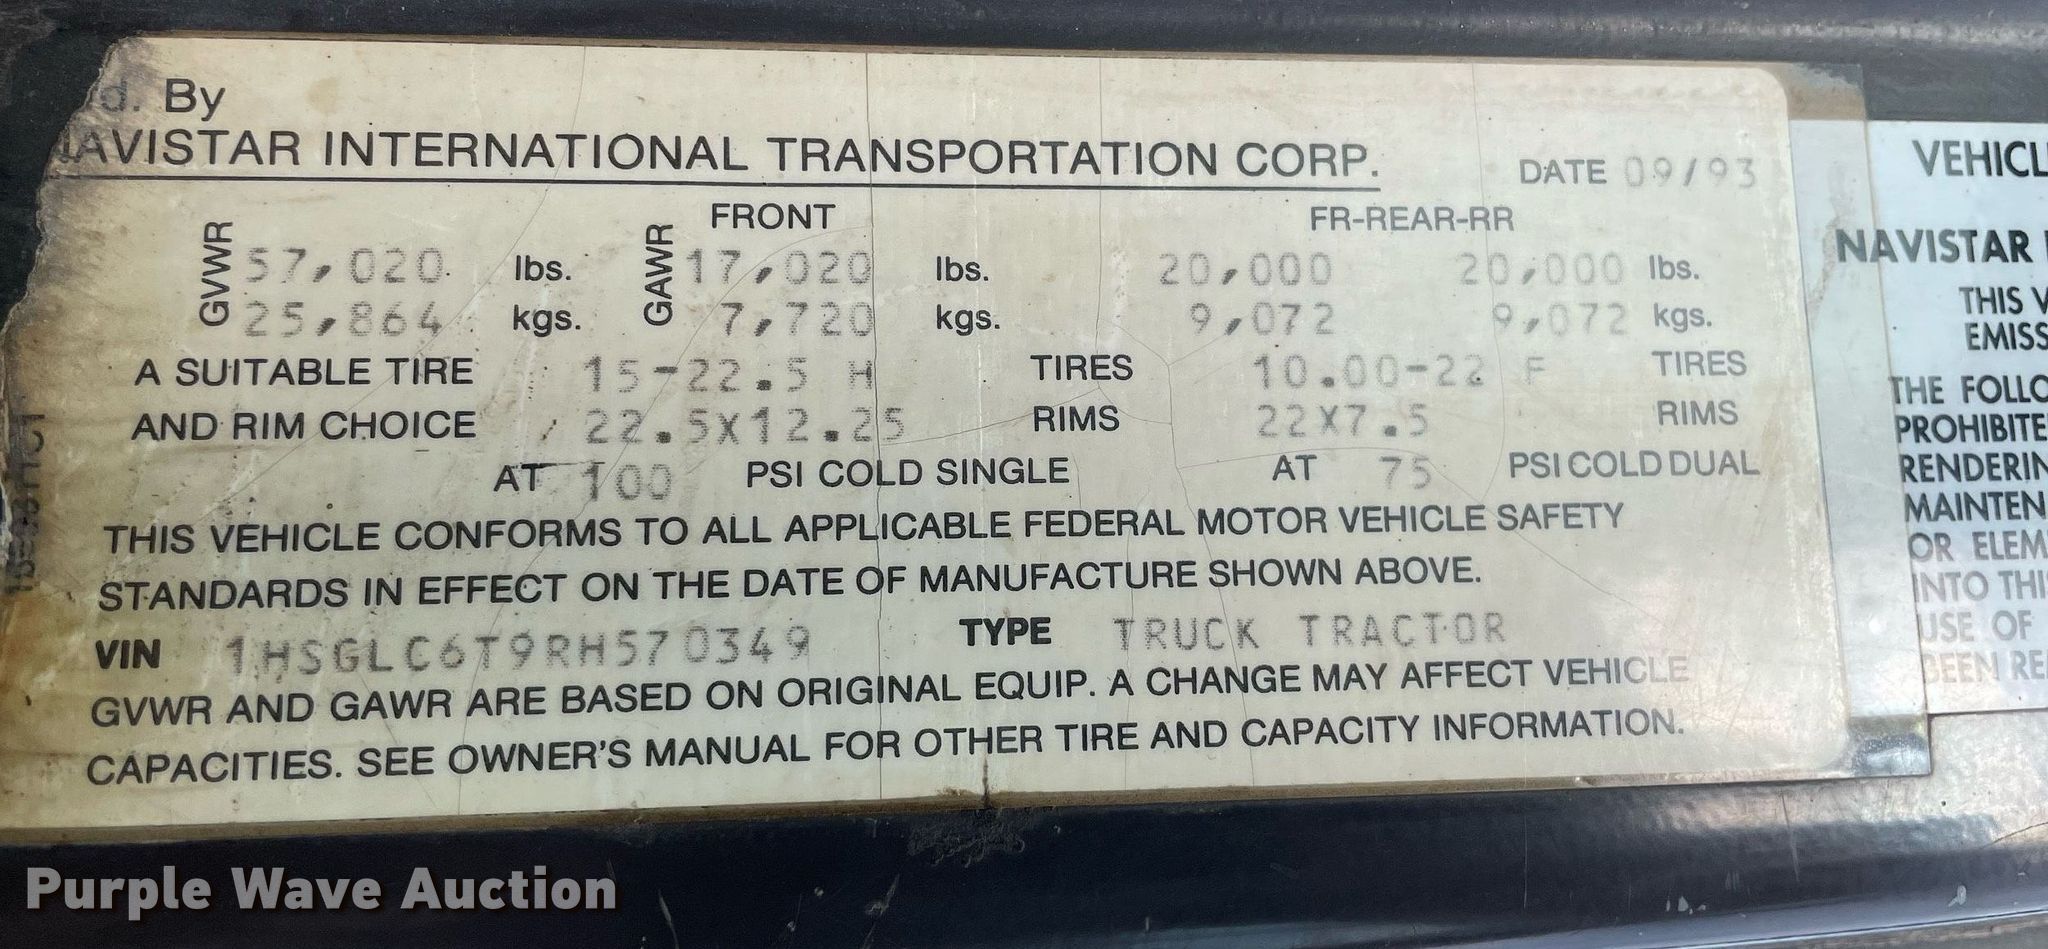 d. By
NAVISTAR INTERNATIONAL TRANSPORTATION CORP. DATE 09/93
FRONT FR-REAR-RR
GVWR 57,020 lbs. GAWR 17,020 lbs. 20,000 20,000 lbs.
25,864 kgs. 7,720 kgs. 9,072 9,072 kgs.
A SUITABLE TIRE 15-22.5 H TIRES 10.00-22 F TIRES
AND RIM CHOICE 22.5X12.25 RIMS 22X7.5 RIMS
AT 100 PSI COLD SINGLE AT 75 PSI COLD DUAL
THIS VEHICLE CONFORMS TO ALL APPLICABLE FEDERAL MOTOR VEHICLE SAFETY
STANDARDS IN EFFECT ON THE DATE OF MANUFACTURE SHOWN ABOVE.
VIN 1HSGLC6T9RH570349 TYPE TRUCK TRACTOR
GVWR AND GAWR ARE BASED ON ORIGINAL EQUIP. A CHANGE MAY AFFECT VEHICLE
CAPACITIES. SEE OWNER'S MANUAL FOR OTHER TIRE AND CAPACITY INFORMATION.
VEHICL
NAVISTAR
THIS V
EMISS
THE FOLLO
PROHIBITE
RENDERIN
MAINTEN
OR ELEM
INTO THI
USE OF
BEEN RE
Purple Wave Auction